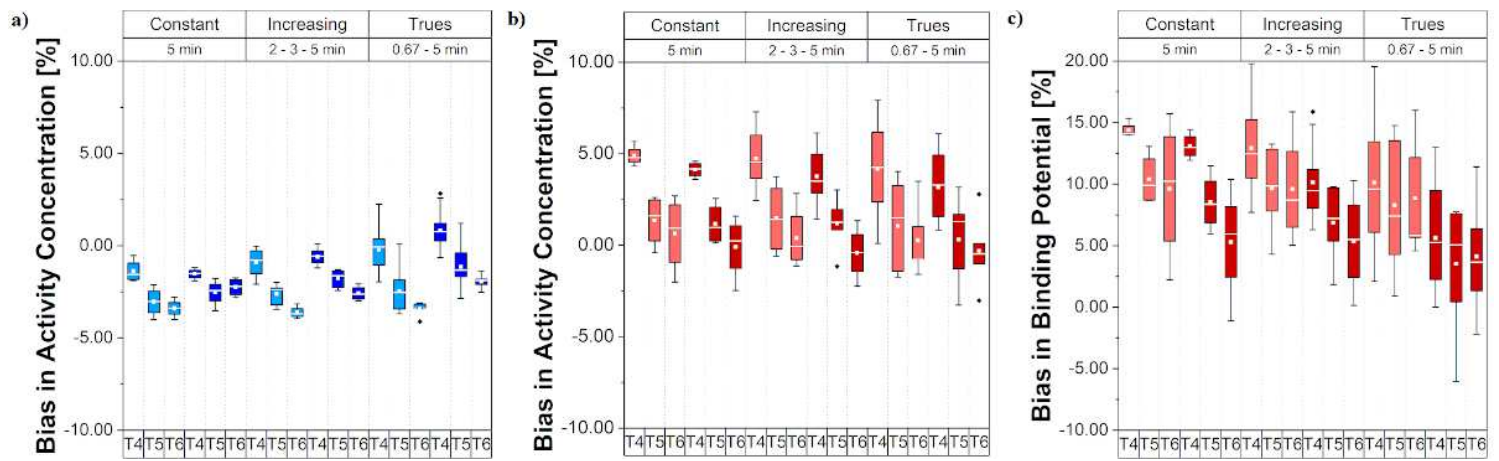 a)
Constant Increasing Trues
5 min 2 - 3 - 5 min 0.67 - 5 min
Bias in Activity Concentration [%]
10.00
5.00
0.00
-5.00
-10.00
T4 T5 T6 T4 T5 T6 T4 T5 T6 T4 T5 T6 T4 T5 T6 T4 T5 T6
b)
Constant Increasing Trues
5 min 2 - 3 - 5 min 0.67 - 5 min
Bias in Activity Concentration [%]
10.00
5.00
0.00
-5.00
-10.00
T4 T5 T6 T4 T5 T6 T4 T5 T6 T4 T5 T6 T4 T5 T6 T4 T5 T6
c)
Constant Increasing Trues
5 min 2 - 3 - 5 min 0.67 - 5 min
Bias in Binding Potential [%]
20.00
15.00
10.00
5.00
0.00
-5.00
-10.00
T4 T5 T6 T4 T5 T6 T4 T5 T6 T4 T5 T6 T4 T5 T6 T4 T5 T6